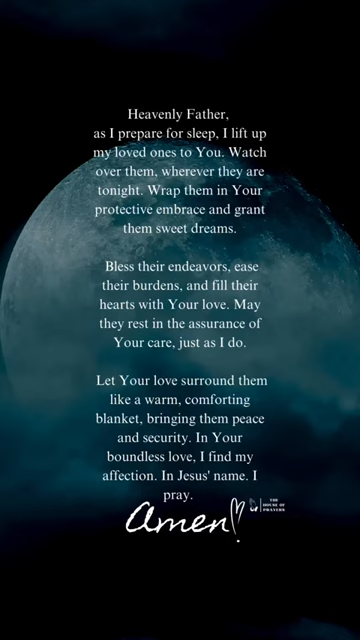 Heavenly Father,
as I prepare for sleep, I lift up
my loved ones to You. Watch
over them, wherever they are
tonight. Wrap them in Your
protective embrace and grant
them sweet dreams.
Bless their endeavors, ease
their burdens, and fill their
hearts with Your love. May
they rest in the assurance of
Your care, just as I do.
Let Your love surround them
like a warm, comforting
blanket, bringing them peace
and security. In Your
boundless love, I find my
affection. In Jesus' name. I
pray.
Amen
THE
HOUSE OF
PRAYERS